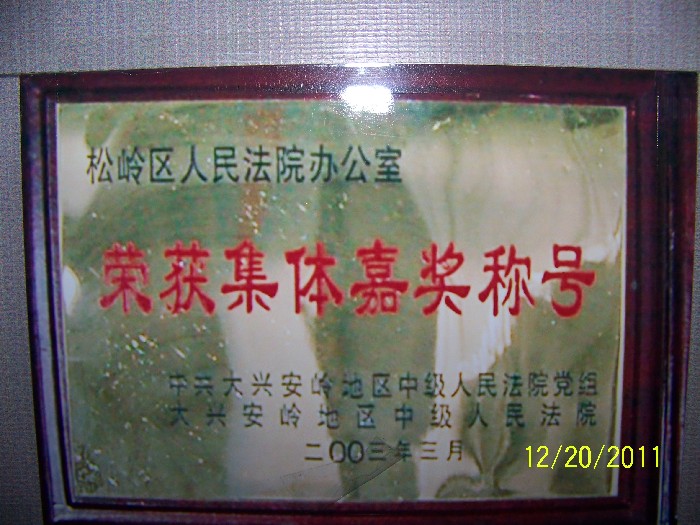 松岭区人民法院办公室
荣获集体嘉奖称号
中共大兴安岭地区中级人民法院党组
大兴安岭地区中级人民法院
二00三年三月
12/20/2011